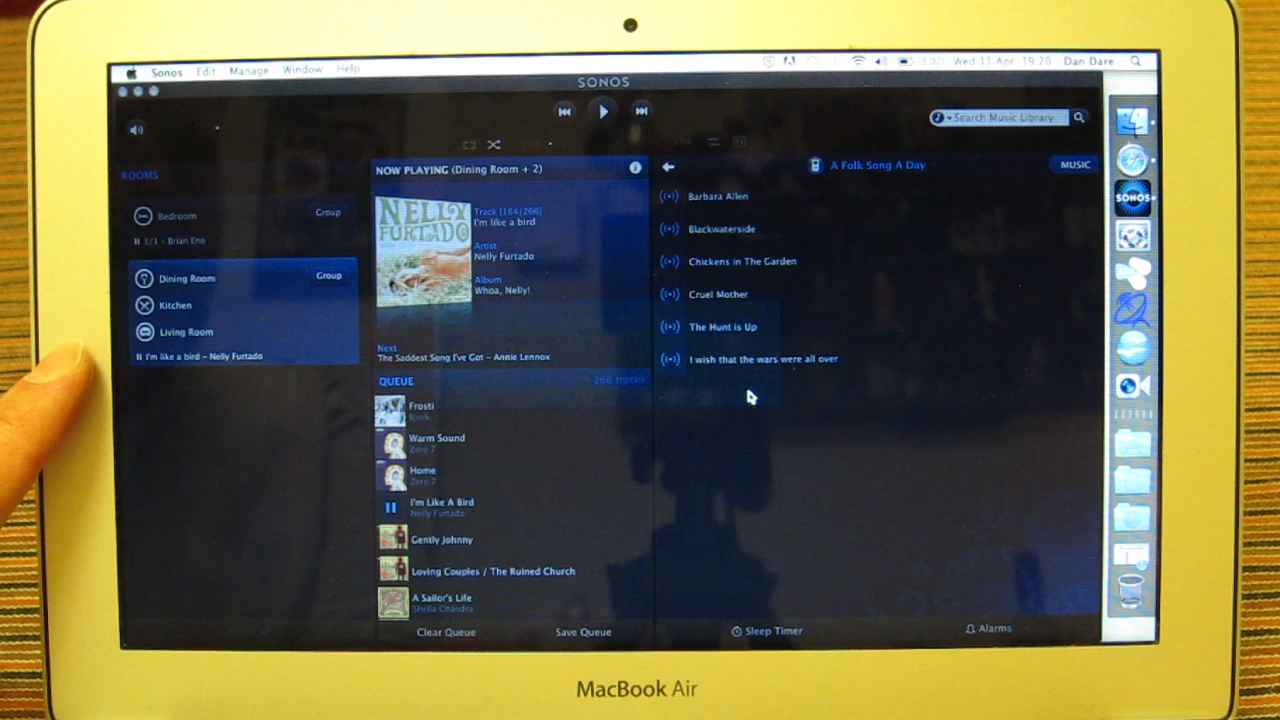 Sonos Edit Manage Window Help
Wed 11 Apr 19:20 Dan Dare
SONOS
Search Music Library
ROOMS
Bedroom Group
1/1 - Brian Eno
Dining Room Group
Kitchen
Living Room
I'm like a bird - Nelly Furtado
NOW PLAYING (Dining Room + 2)
NELLY
FURTADO
Track (184/266)
I'm like a bird
Artist
Nelly Furtado
Album
Whoa, Nelly!
Next
The Saddest Song I've Got - Annie Lennox
QUEUE 266 tracks
Frosti
Bjork
Warm Sound
Zero 7
Home
Zero 7
I'm Like A Bird
Nelly Furtado
Gently Johnny
Loving Couples / The Ruined Church
A Sailor's Life
Sheila Chandra
Clear Queue Save Queue
A Folk Song A Day MUSIC
Barbara Allen
Blackwaterside
Chickens in The Garden
Cruel Mother
The Hunt is Up
I wish that the wars were all over
Sleep Timer Alarms
SONOS
MacBook Air